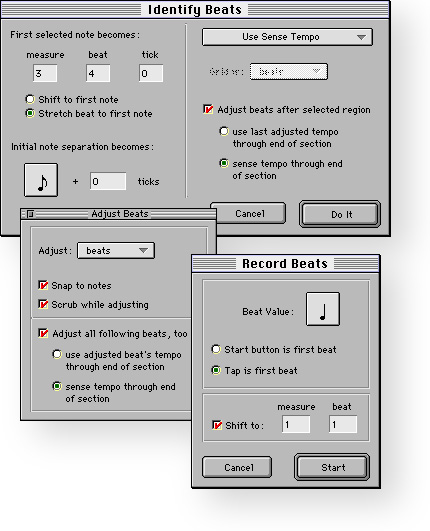 Identify Beats
First selected note becomes:
measure beat tick
3 4 0
Shift to first note
Stretch beat to first note
Initial note separation becomes:
+ 0 ticks
Use Sense Tempo
beats
Adjust beats after selected region
use last adjusted tempo
through end of section
sense tempo through end
of section
Cancel Do It
Adjust Beats
Adjust: beats
Snap to notes
Scrub while adjusting
Adjust all following beats, too
use adjusted beat's tempo
through end of section
sense tempo through end
of section
Record Beats
Beat Value:
Start button is first beat
Tap is first beat
measure beat
Shift to: 1 1
Cancel Start